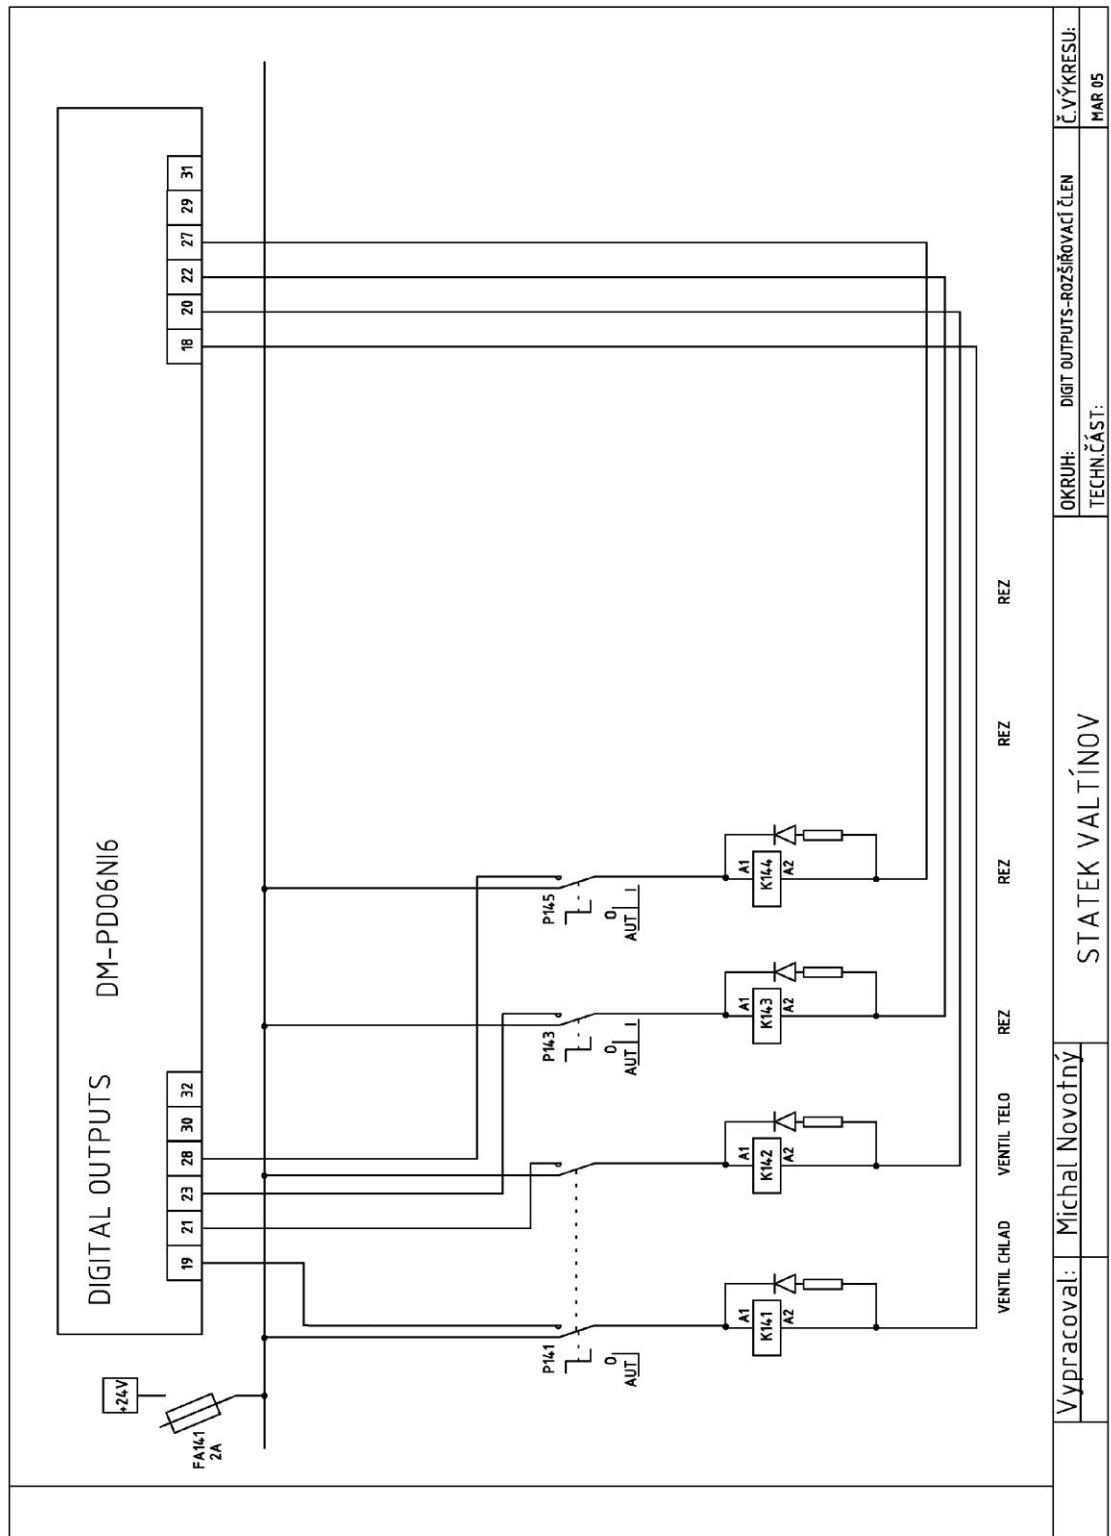 DIGITAL OUTPUTS
DM-PD06NI6
+24V
FA141
2A
19 21 23 28 30 32
18 20 22 27 29 31
P141
0
AUT
P143
0
AUT I
P145
0
AUT I
A1
K141
A2
A1
K142
A2
A1
K143
A2
A1
K144
A2
VENTIL CHLAD
VENTIL TELO
REZ
REZ
REZ
REZ
Vypracoval: Michal Novotný
STATEK VALTÍNOV
OKRUH: DIGIT OUTPUTS-ROZŠIŘOVACÍ ČLEN
TECHN.ČÁST:
Č.VÝKRESU:
MAR 05